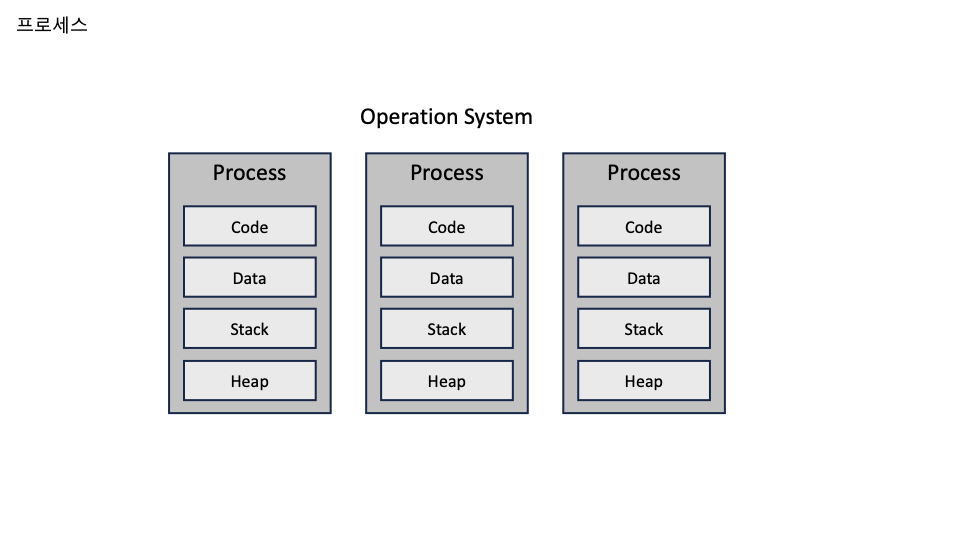 프로세스
Operation System
Process
Code
Data
Stack
Heap
Process
Code
Data
Stack
Heap
Process
Code
Data
Stack
Heap